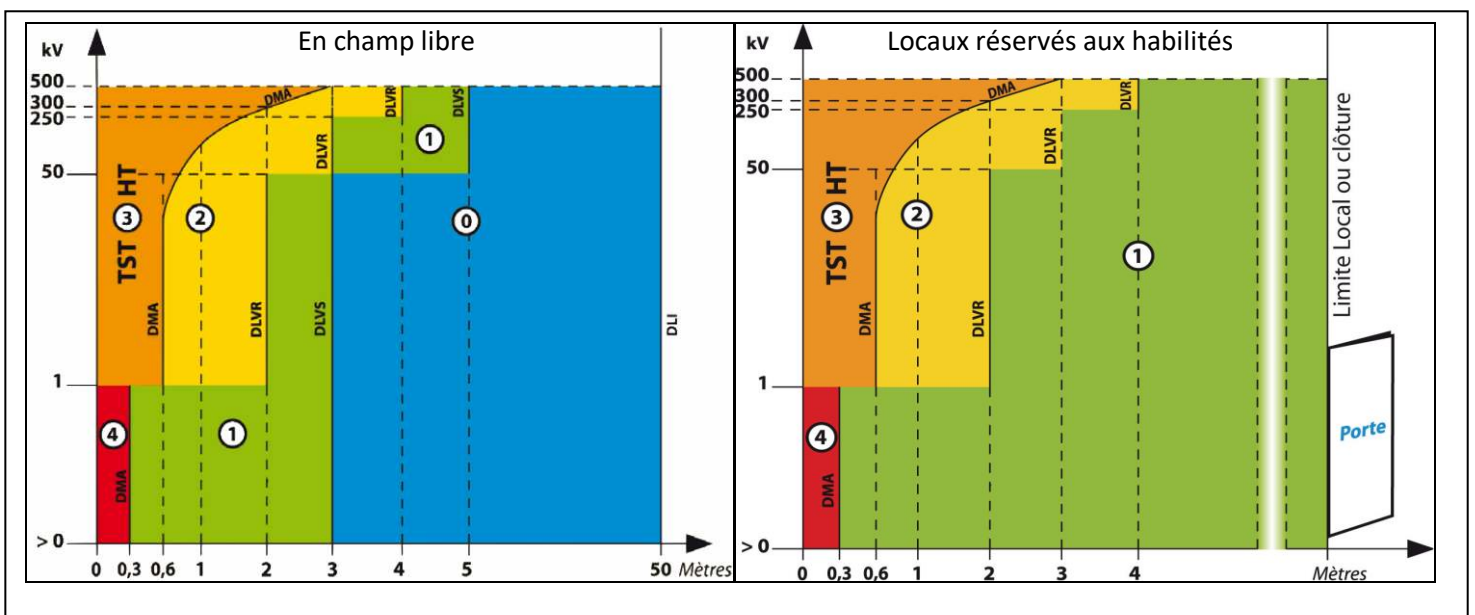 En champ libre
kV
500
300
250
50
1
> 0
DMA
DLVR
DLVS
DLVR
1
TST HT
3
2
0
DMA
DLVR
DLVS
DLI
4
1
DMA
0 0,3 0,6 1 2 3 4 5 50 Mètres
Locaux réservés aux habilités
kV
500
300
250
50
1
> 0
DMA
DLVR
DLVR
TST HT
3
2
1
DMA
DLVR
4
DMA
Limite Local ou clôture
Porte
0 0,3 0,6 1 2 3 4 Mètres